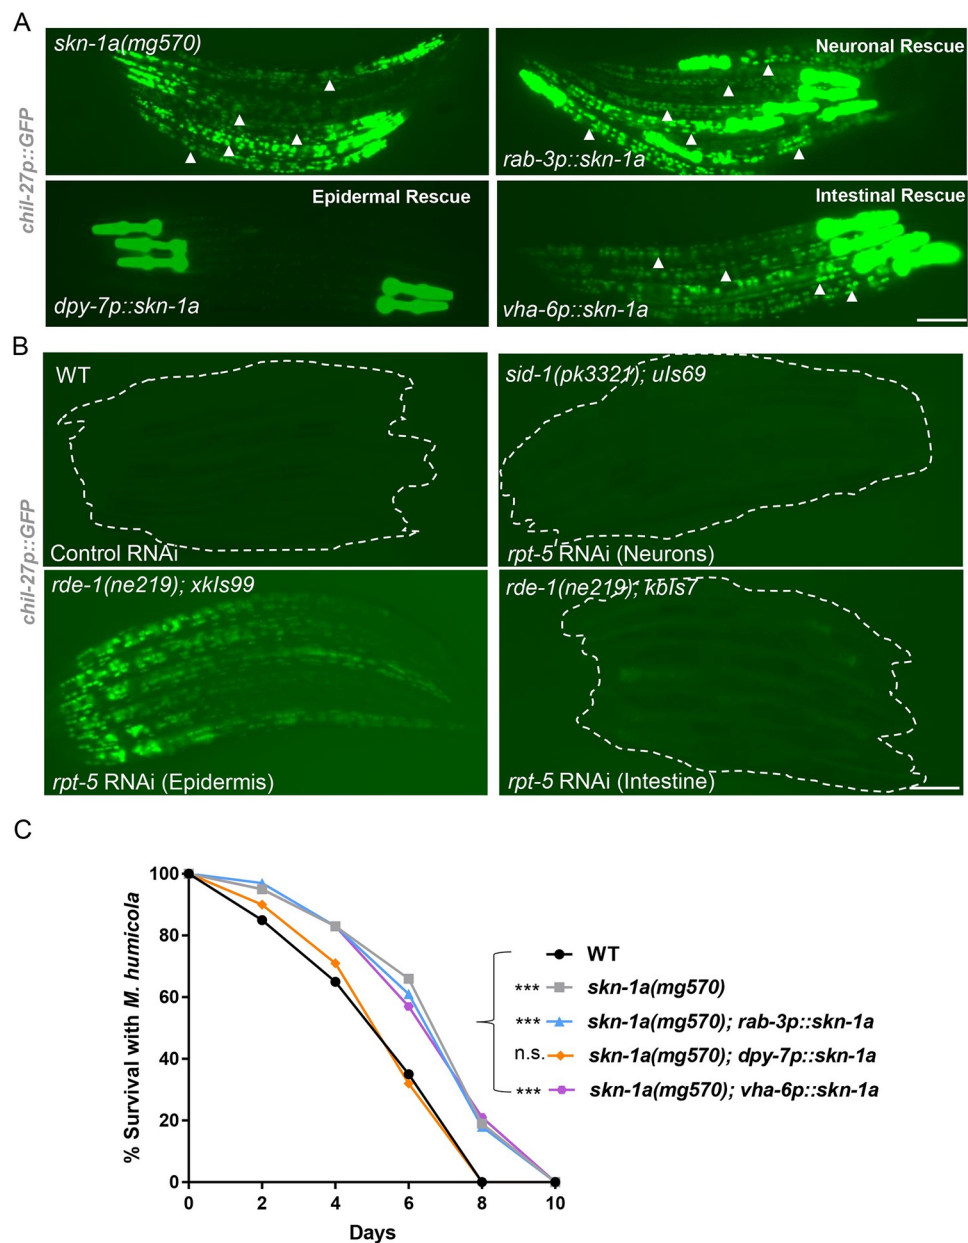 A
chil-27p::GFP
skn-1a(mg570)
Neuronal Rescue
rab-3p::skn-1a
Epidermal Rescue
dpy-7p::skn-1a
Intestinal Rescue
vha-6p::skn-1a
B
chil-27p::GFP
WT
Control RNAi
sid-1(pk3321); uIs69
rpt-5 RNAi (Neurons)
rde-1(ne219); xkIs99
rpt-5 RNAi (Epidermis)
rde-1(ne219); kbIs7
rpt-5 RNAi (Intestine)
C
% Survival with M. humicola
100
80
60
40
20
0
0 2 4 6 8 10
Days
WT
*** skn-1a(mg570)
*** skn-1a(mg570); rab-3p::skn-1a
n.s. skn-1a(mg570); dpy-7p::skn-1a
*** skn-1a(mg570); vha-6p::skn-1a